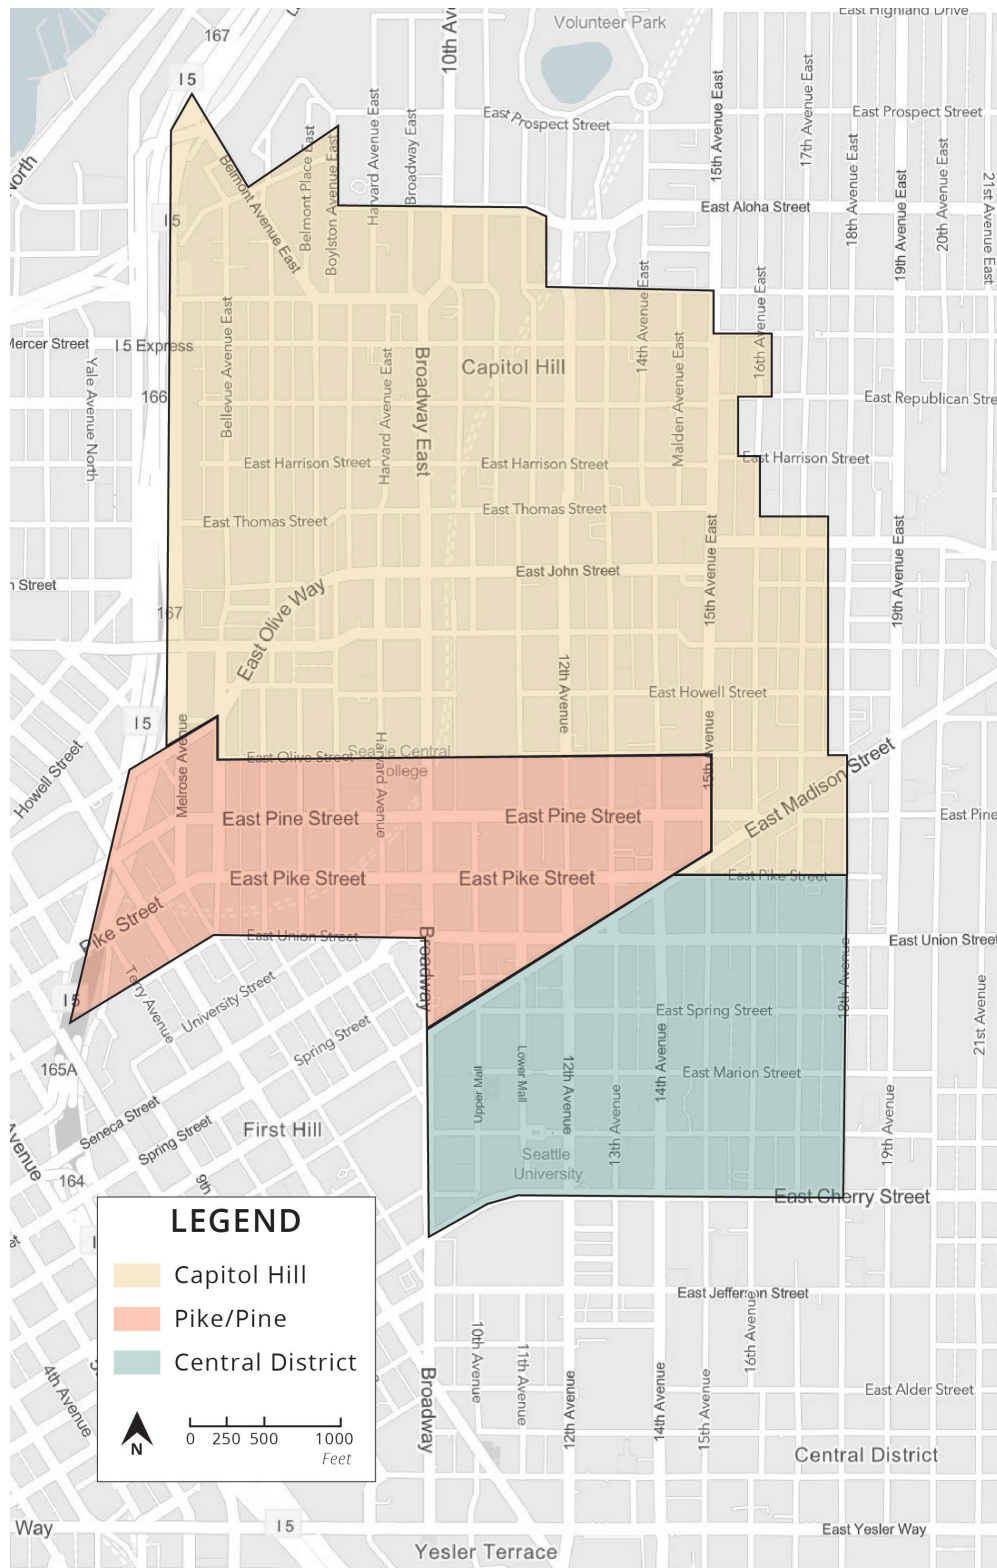 East Highland Drive
Volunteer Park
167
10th Av
I 5
East Prospect Street
East Prospect Street
15th Avenue East
17th Avenue East
Harvard Avenue East
Broadway East
Belmont Place East
Boylston Avenue East
Belmont Avenue East
North
18th Avenue East
19th Avenue East
20th Avenue East
21st Avenue East
East Aloha Street
I 5
14th Avenue East
16th Avenue East
Bellevue Avenue East
Mercer Street
I 5 Express
Yale Avenue North
166
Harvard Avenue East
Broadway East
Capitol Hill
Malden Avenue East
East Republican Stre
East Harrison Street
East Harrison Street
East Harrison Street
East Thomas Street
East Thomas Street
15th Avenue East
19th Avenue East
East John Street
n Street
167
East Olive Way
12th Avenue
East Howell Street
I 5
Melrose Avenue
Howell Street
East Olive Street
Seattle Central
ollege
Harvard Avenue
15th Avenue
East Madison Street
East Pine Street
East Pine Street
East Pine
East Pike Street
East Pike Street
East Pike Street
Pike Street
East Union Street
Broadway
East Union Street
18th Avenue
I 5
Terry Avenue
University Street
Spring Street
East Spring Street
21st Avenue
165A
Upper Mall
Lower Mall
12th Avenue
13th Avenue
14th Avenue
East Marion Street
19th Avenue
Seneca Street
Spring Street
First Hill
Avenue
Seattle
University
164
9th
East Cherry Street
LEGEND
Capitol Hill
Pike/Pine
Central District
N
0 250 500 1000
Feet
East Jefferson Street
10th Avenue
11th Avenue
16th Avenue
4th Avenue
Broadway
12th Avenue
14th Avenue
15th Avenue
East Alder Street
Central District
Way
I 5
East Yesler Way
Yesler Terrace